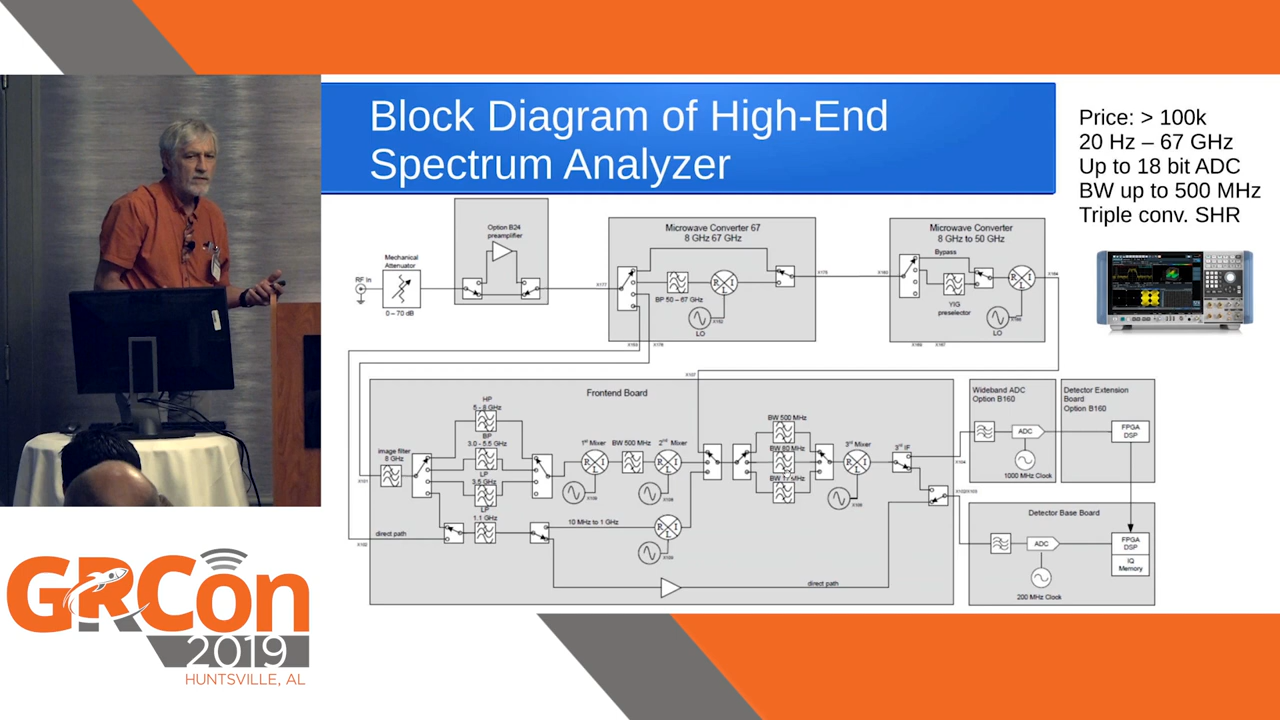 Block Diagram of High-End
Spectrum Analyzer
Price: > 100k
20 Hz – 67 GHz
Up to 18 bit ADC
BW up to 500 MHz
Triple conv. SHR
Option B24
preamplifier
Mechanical
Attenuator
RF In
0 – 70 dB
Microwave Converter 67
8 GHz 67 GHz
BP 50 – 67 GHz
R I
L
LO
Microwave Converter
8 GHz to 50 GHz
Bypass
YIG
preselector
R I
L
LO
X177
X107
Frontend Board
HP
5 - 8 GHz
BP
3.0 - 5.5 GHz
LP
3.5 GHz
LP
1.1 GHz
image filter
8 GHz
1st Mixer
BW 500 MHz
2nd Mixer
R I
L
R I
L
BW 500 MHz
BW 80 MHz
3rd Mixer
R I
L
3rd IF
direct path
10 MHz to 1 GHz
R I
L
direct path
Wideband ADC
Option B160
ADC
1000 MHz Clock
Detector Extension
Board
Option B160
FPGA
DSP
Detector Base Board
ADC
200 MHz Clock
FPGA
DSP
IQ
Memory
GRCon
2019
HUNTSVILLE, AL